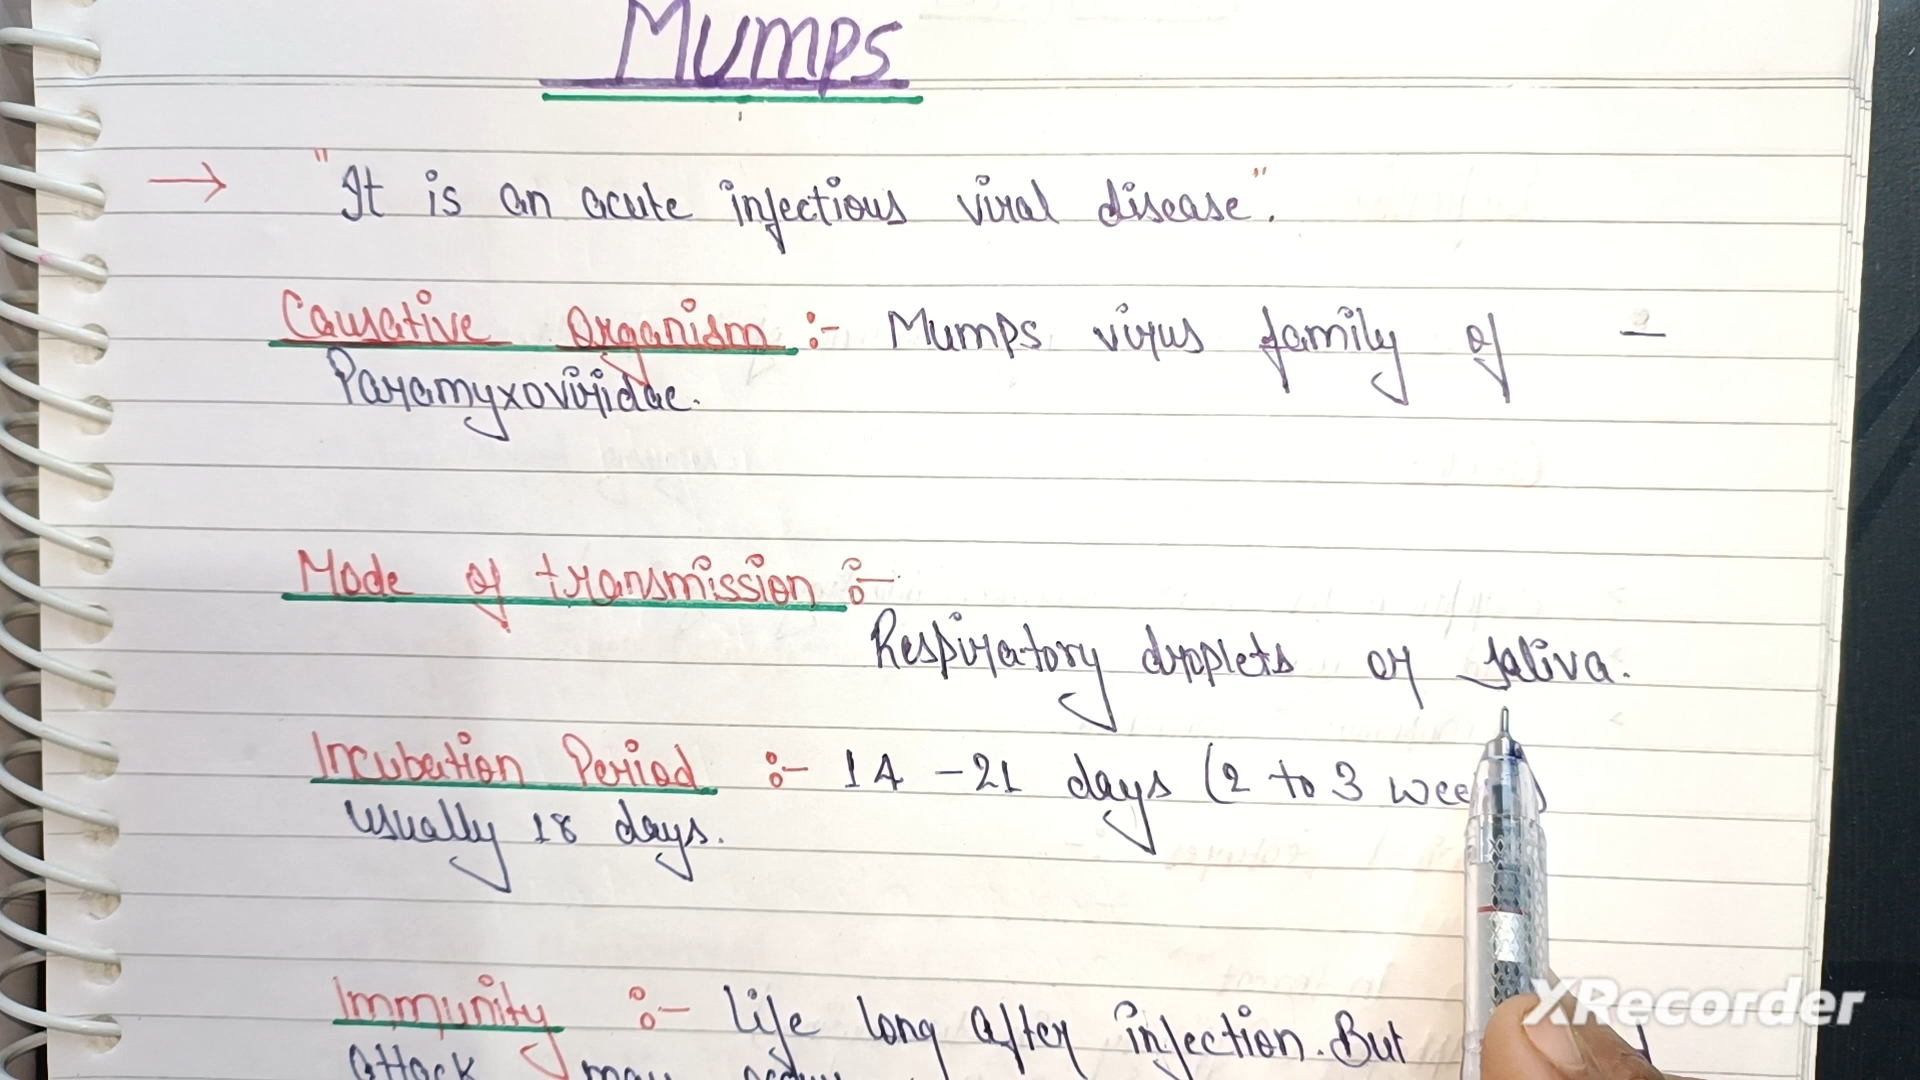 Mumps
→ "It is an acute infectious viral disease".
Causative Organism :- Mumps virus family of —
Paramyxoviridae.
Mode of transmission :-
Respiratory droplets or saliva.
Incubation Period :- 14 - 21 days (2 to 3
usually 18 days.
Immunity :- life long after infection. But
attack may
XRecorder